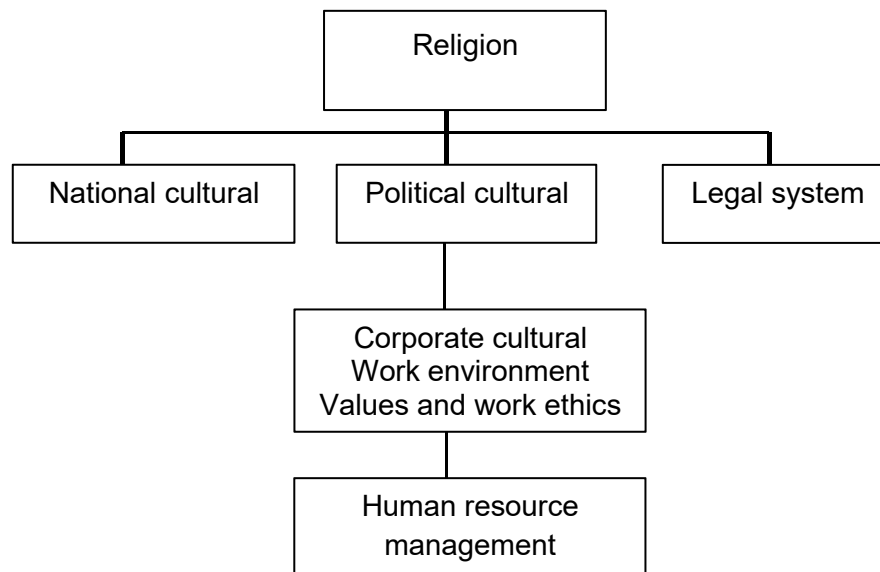 Religion
National cultural
Political cultural
Legal system
Corporate cultural
Work environment
Values and work ethics
Human resource
management